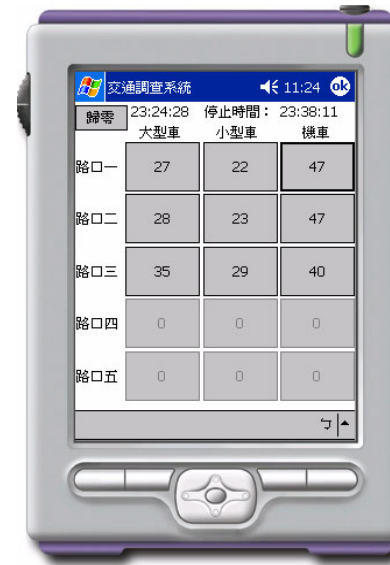 交通調查系統 11:24 ok
歸零 23:24:28 停止時間： 23:38:11
大型車 小型車 機車
路口一 27 22 47
路口二 28 23 47
路口三 35 29 40
路口四 0 0 0
路口五 0 0 0
ㄅ